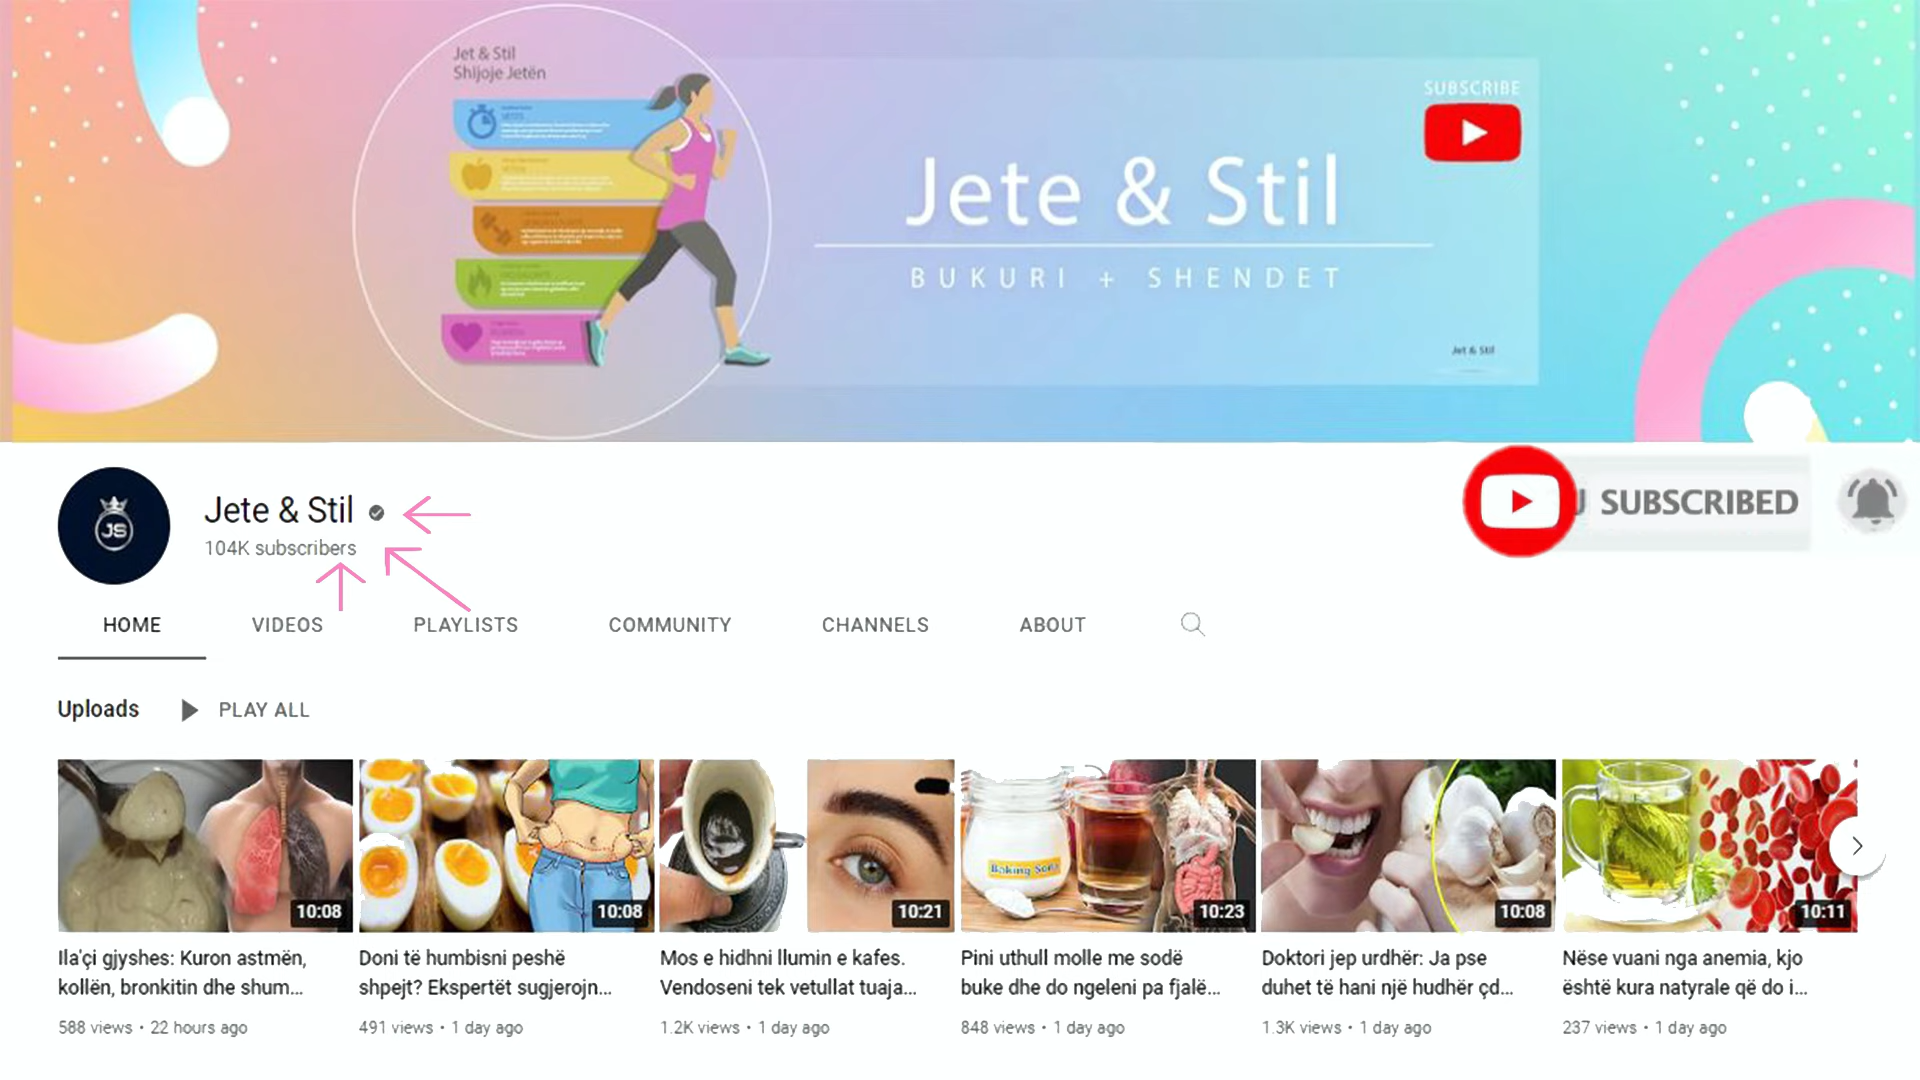 Jet & Stil
Shijoje Jetën
SUBSCRIBE
Jete & Stil
BUKURI + SHENDET
Jet & Stil
JS
Jete & Stil
104K subscribers
SUBSCRIBED
HOME VIDEOS PLAYLISTS COMMUNITY CHANNELS ABOUT
Uploads PLAY ALL
Baking Soda
10:08 10:08 10:21 10:23 10:08 10:11
Ila'çi gjyshes: Kuron astmën,
kollën, bronkitin dhe shum...
588 views • 22 hours ago
Doni të humbisni peshë
shpejt? Ekspertët sugjerojn...
491 views • 1 day ago
Mos e hidhni llumin e kafes.
Vendoseni tek vetullat tuaja...
1.2K views • 1 day ago
Pini uthull molle me sodë
buke dhe do ngeleni pa fjalë...
848 views • 1 day ago
Doktori jep urdhër: Ja pse
duhet të hani një hudhër çd...
1.3K views • 1 day ago
Nëse vuani nga anemia, kjo
është kura natyrale që do i...
237 views • 1 day ago